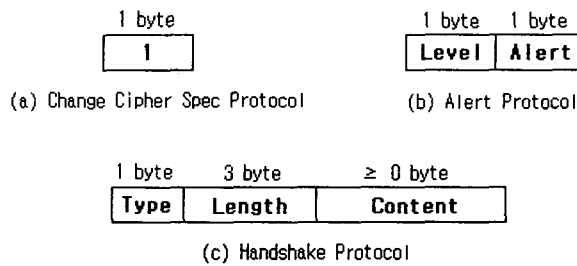 1 byte
1
(a) Change Cipher Spec Protocol
1 byte 1 byte
Level Alert
(b) Alert Protocol
1 byte 3 byte ≥ 0 byte
Type Length Content
(c) Handshake Protocol